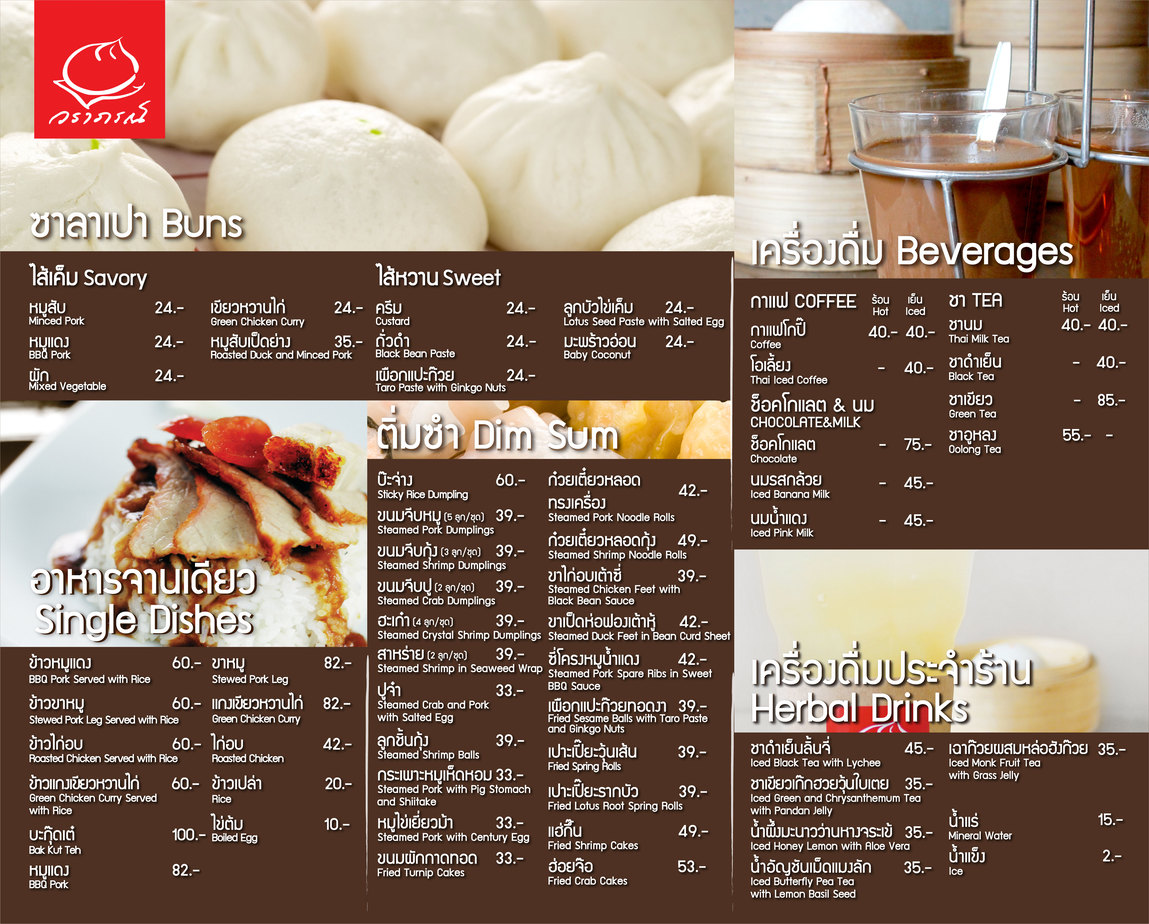 วราภรณ์
ซาลาเปา Buns
ไส้เค็ม Savory
หมูสับ 24.-
Minced Pork
หมูแดง 24.-
BBQ Pork
ผัก 24.-
Mixed Vegetable
เขียวหวานไก่ 24.-
Green Chicken Curry
หมูสับเป็ดย่าง 35.-
Roasted Duck and Minced Pork
ไส้หวาน Sweet
ครีม 24.-
Custard
ถั่วดำ 24.-
Black Bean Paste
เผือกแปะก๊วย 24.-
Taro Paste with Ginkgo Nuts
ลูกบัวไข่เค็ม 24.-
Lotus Seed Paste with Salted Egg
มะพร้าวอ่อน 24.-
Baby Coconut
อาหารจานเดียว
Single Dishes
ข้าวหมูแดง 60.-
BBQ Pork Served with Rice
ข้าวขาหมู 60.-
Stewed Pork Leg Served with Rice
ข้าวไก่อบ 60.-
Roasted Chicken Served with Rice
ข้าวแกงเขียวหวานไก่ 60.-
Green Chicken Curry Served
with Rice
บะกุ๊ดเต๋ 100.-
Bak Kut Teh
หมูแดง 82.-
BBQ Pork
ขาหมู 82.-
Stewed Pork Leg
แกงเขียวหวานไก่ 82.-
Green Chicken Curry
ไก่อบ 42.-
Roasted Chicken
ข้าวเปล่า 20.-
Rice
ไข่ต้ม 10.-
Boiled Egg
ติ่มซำ Dim Sum
บ๊ะจ่าง 60.-
Sticky Rice Dumpling
ขนมจีบหมู (5 ลูก/ชุด) 39.-
Steamed Pork Dumplings
ขนมจีบกุ้ง (3 ลูก/ชุด) 39.-
Steamed Shrimp Dumplings
ขนมจีบปู (2 ลูก/ชุด) 39.-
Steamed Crab Dumplings
ฮะเก๋า (4 ลูก/ชุด) 39.-
Steamed Crystal Shrimp Dumplings
สาหร่าย (2 ลูก/ชุด) 39.-
Steamed Shrimp in Seaweed Wrap
ปูจ๋า 33.-
Steamed Crab and Pork
with Salted Egg
ลูกชิ้นกุ้ง 39.-
Steamed Shrimp Balls
กระเพาะหมูเห็ดหอม 33.-
Steamed Pork with Pig Stomach
and Shiitake
หมูไข่เยี่ยวม้า 33.-
Steamed Pork with Century Egg
ขนมผักกาดทอด 33.-
Fried Turnip Cakes
ก๋วยเตี๋ยวหลอด
ทรงเครื่อง 42.-
Steamed Pork Noodle Rolls
ก๋วยเตี๋ยวหลอดกุ้ง 49.-
Steamed Shrimp Noodle Rolls
ขาไก่อบเต้าซี่ 39.-
Steamed Chicken Feet with
Black Bean Sauce
ขาเป็ดห่อฟองเต้าหู้ 42.-
Steamed Duck Feet in Bean Curd Sheet
ซี่โครงหมูน้ำแดง 42.-
Steamed Pork Spare Ribs in Sweet
BBQ Sauce
เผือกแปะก๊วยทอดงา 39.-
Fried Sesame Balls with Taro Paste
and Ginkgo Nuts
เปาะเปี๊ยะวุ้นเส้น 39.-
Fried Spring Rolls
เปาะเปี๊ยะรากบัว 39.-
Fried Lotus Root Spring Rolls
แฮ่กึ๊น 49.-
Fried Shrimp Cakes
ฮ่อยจ๊อ 53.-
Fried Crab Cakes
เครื่องดื่ม Beverages
กาแฟ COFFEE ร้อน เย็น
Hot Iced
กาแฟโกปี๊ 40.- 40.-
Coffee
โอเลี้ยง - 40.-
Thai Iced Coffee
ช็อคโกแลต & นม
CHOCOLATE&MILK
ช็อคโกแลต - 75.-
Chocolate
นมรสกล้วย - 45.-
Iced Banana Milk
นมน้ำแดง - 45.-
Iced Pink Milk
ชา TEA ร้อน เย็น
Hot Iced
ชานม 40.- 40.-
Thai Milk Tea
ชาดำเย็น - 40.-
Black Tea
ชาเขียว - 85.-
Green Tea
ชาอูหลง 55.- -
Oolong Tea
เครื่องดื่มประจำร้าน
Herbal Drinks
ชาดำเย็นลิ้นจี่ 45.-
Iced Black Tea with Lychee
ชาเขียวเก๊กฮวยวุ้นใบเตย 35.-
Iced Green and Chrysanthemum Tea
with Pandan Jelly
น้ำผึ้งมะนาวว่านหางจระเข้ 35.-
Iced Honey Lemon with Aloe Vera
น้ำอัญชันเม็ดแมงลัก 35.-
Iced Butterfly Pea Tea
with Lemon Basil Seed
เฉาก๊วยผสมหล่อฮังก๊วย 35.-
Iced Monk Fruit Tea
with Grass Jelly
น้ำแร่ 15.-
Mineral Water
น้ำแข็ง 2.-
Ice